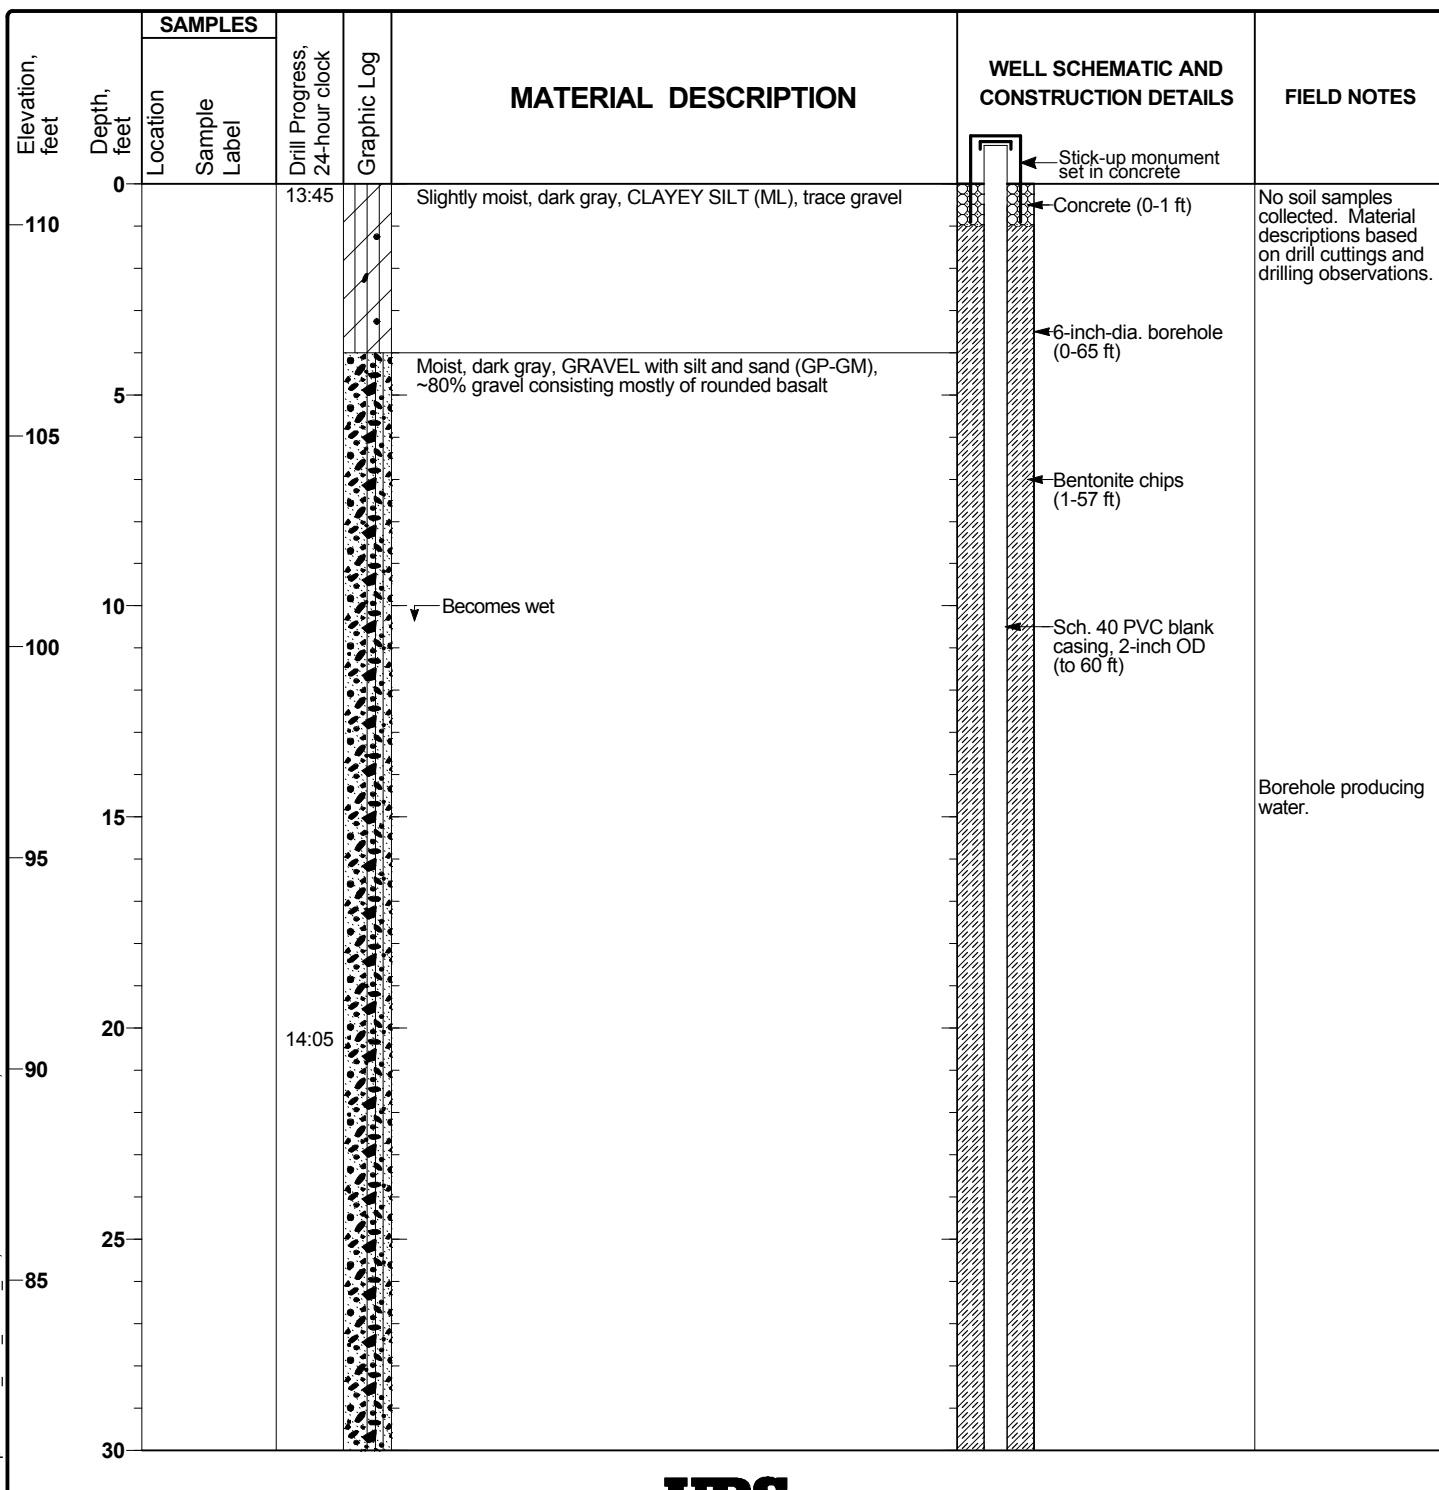 SAMPLES
Elevation,
feet
Depth,
feet
Location
Sample
Label
Drill Progress,
24-hour clock
Graphic Log
MATERIAL DESCRIPTION
WELL SCHEMATIC AND
CONSTRUCTION DETAILS
FIELD NOTES
Stick-up monument
set in concrete
0
13:45
Slightly moist, dark gray, CLAYEY SILT (ML), trace gravel
Concrete (0-1 ft)
No soil samples
collected. Material
descriptions based
on drill cuttings and
drilling observations.
110
6-inch-dia. borehole
(0-65 ft)
Moist, dark gray, GRAVEL with silt and sand (GP-GM),
~80% gravel consisting mostly of rounded basalt
5
105
Bentonite chips
(1-57 ft)
10
Becomes wet
100
Sch. 40 PVC blank
casing, 2-inch OD
(to 60 ft)
Borehole producing
water.
15
95
20
14:05
90
25
85
30
URS